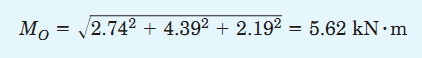 M_O = √(2.74² + 4.39² + 2.19²) = 5.62 kN·m